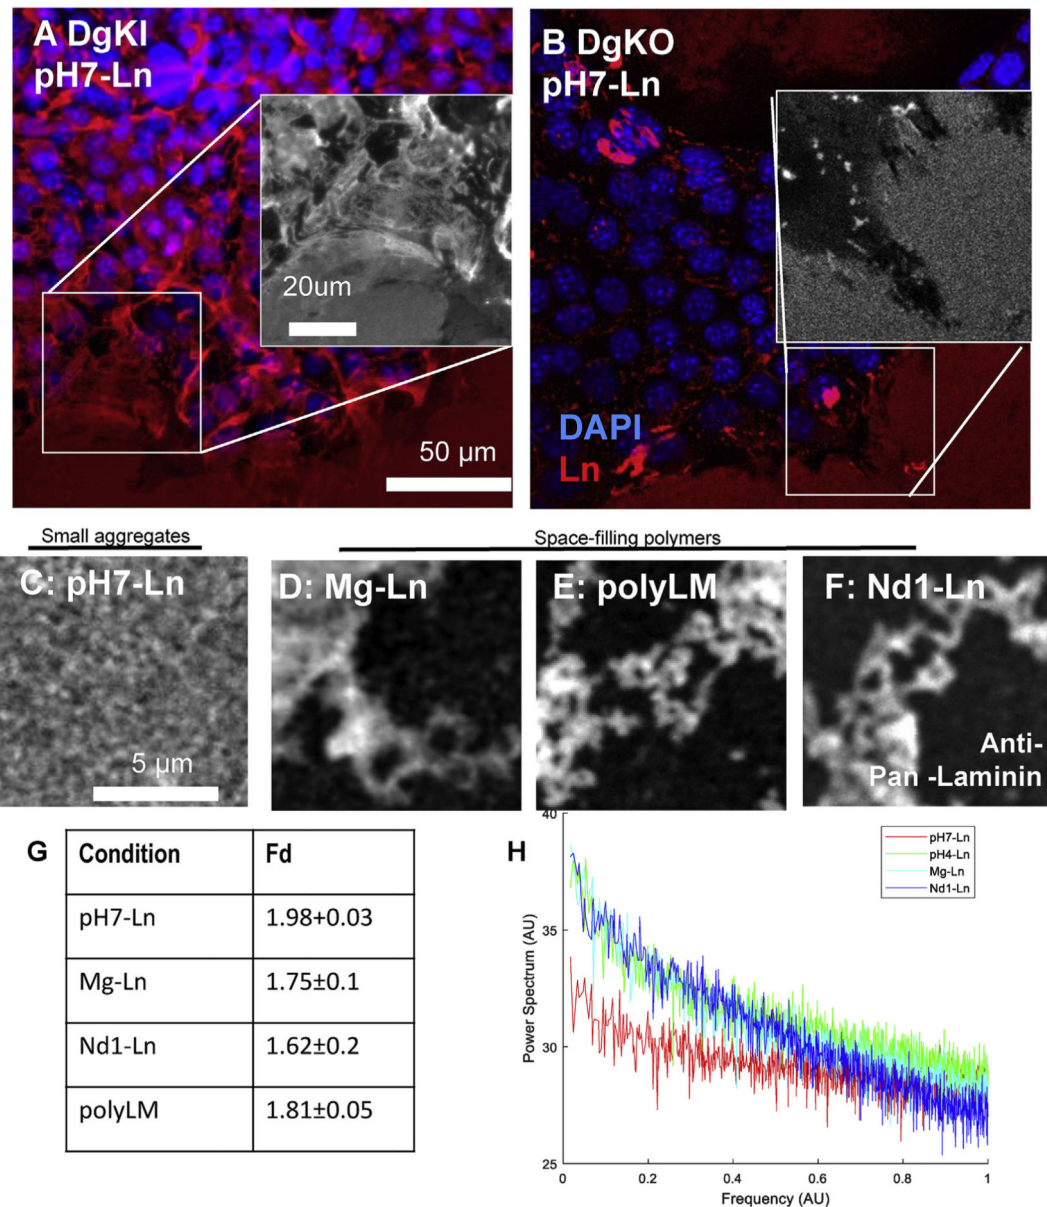 A DgKI
pH7-Ln
20um
50 µm
B DgKO
pH7-Ln
DAPI
Ln
Small aggregates
Space-filling polymers
C: pH7-Ln
5 µm
D: Mg-Ln
E: polyLM
F: Nd1-Ln
Anti-
Pan -Laminin
G
Condition Fd
pH7-Ln 1.98+0.03
Mg-Ln 1.75±0.1
Nd1-Ln 1.62±0.2
polyLM 1.81±0.05
H
40
35
30
25
Power Spectrum (AU)
pH7-Ln
pH4-Ln
Mg-Ln
Nd1-Ln
0 0.2 0.4 0.6 0.8 1
Frequency (AU)